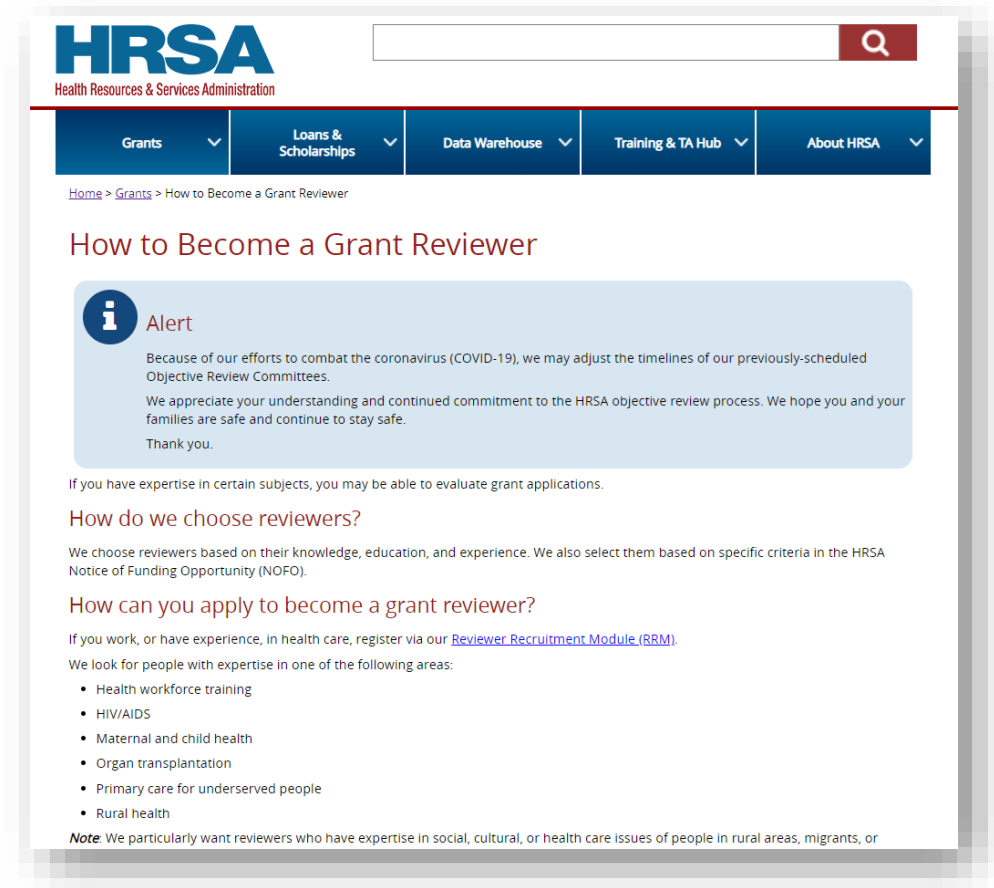 HRSA
Health Resources & Services Administration
Grants
Loans &
Scholarships
Data Warehouse
Training & TA Hub
About HRSA
Home > Grants > How to Become a Grant Reviewer
How to Become a Grant Reviewer
Alert
Because of our efforts to combat the coronavirus (COVID-19), we may adjust the timelines of our previously-scheduled
Objective Review Committees.
We appreciate your understanding and continued commitment to the HRSA objective review process. We hope you and your
families are safe and continue to stay safe.
Thank you.
If you have expertise in certain subjects, you may be able to evaluate grant applications.
How do we choose reviewers?
We choose reviewers based on their knowledge, education, and experience. We also select them based on specific criteria in the HRSA
Notice of Funding Opportunity (NOFO).
How can you apply to become a grant reviewer?
If you work, or have experience, in health care, register via our Reviewer Recruitment Module (RRM).
We look for people with expertise in one of the following areas:
• Health workforce training
• HIV/AIDS
• Maternal and child health
• Organ transplantation
• Primary care for underserved people
• Rural health
Note: We particularly want reviewers who have expertise in social, cultural, or health care issues of people in rural areas, migrants, or